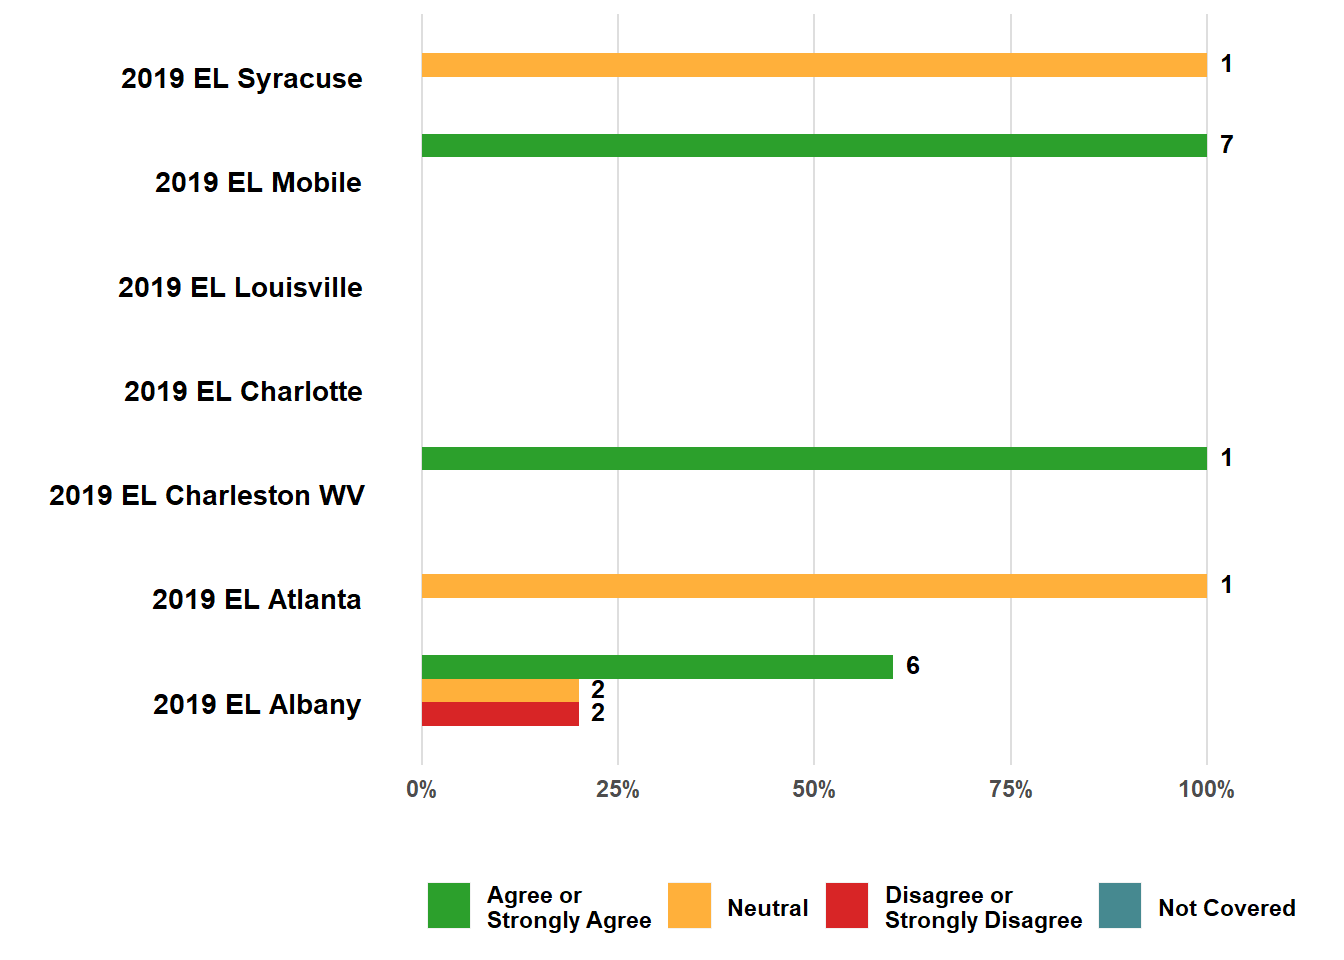 2019 EL Syracuse
1
7
2019 EL Mobile
2019 EL Louisville
2019 EL Charlotte
1
2019 EL Charleston WV
1
2019 EL Atlanta
6
2
2019 EL Albany
2
0%
25%
50%
75%
100%
Agree or
Strongly Agree
Neutral
Disagree or
Strongly Disagree
Not Covered